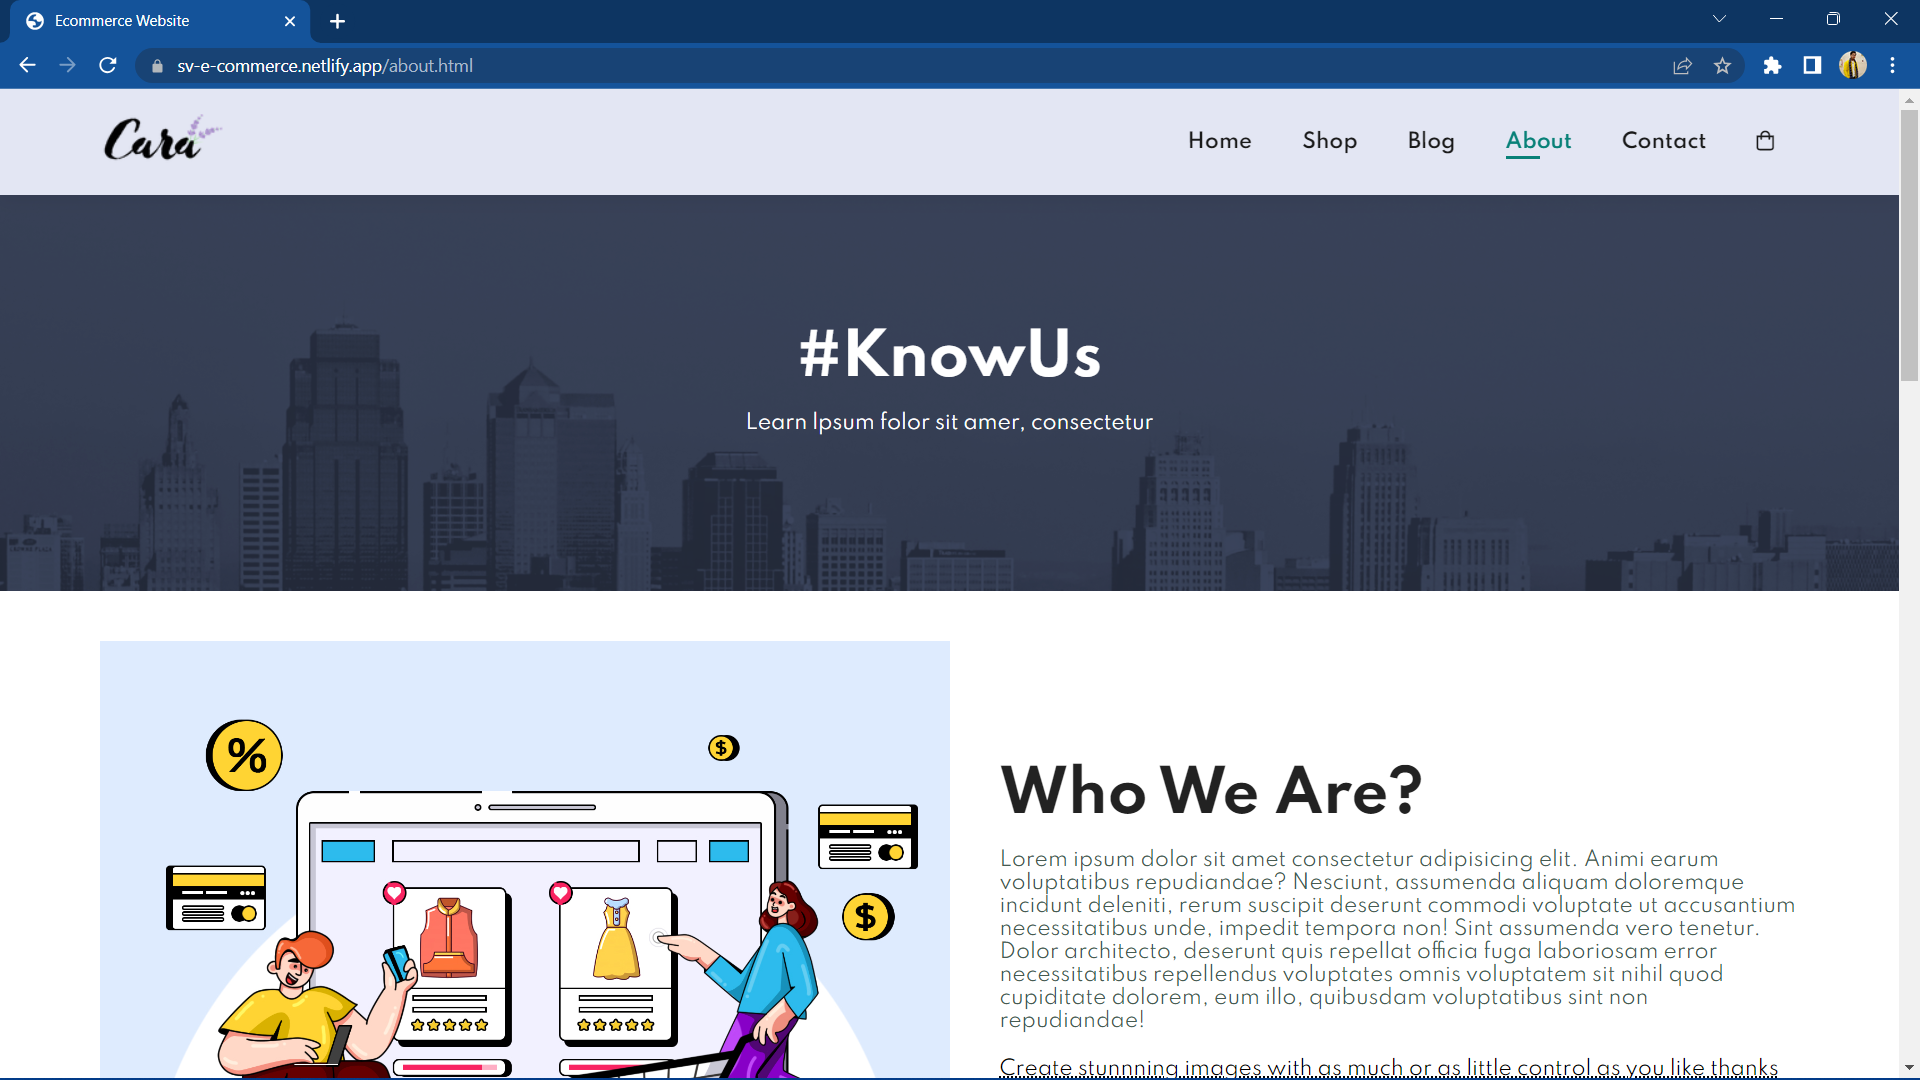 Ecommerce Website
sv-e-commerce.netlify.app/about.html
Cara
Home
Shop
Blog
About
Contact
#KnowUs
Learn Ipsum folor sit amer, consectetur
%
$
$
Who We Are?
Lorem ipsum dolor sit amet consectetur adipisicing elit. Animi earum
voluptatibus repudiandae? Nesciunt, assumenda aliquam doloremque
incidunt deleniti, rerum suscipit deserunt commodi voluptate ut accusantium
necessitatibus unde, impedit tempora non! Sint assumenda vero tenetur.
Dolor architecto, deserunt quis repellat officia fuga laboriosam error
necessitatibus repellendus voluptates omnis voluptatem sit nihil quod
cupiditate dolorem, eum illo, quibusdam voluptatibus sint non
repudiandae!
Create stunnning images with as much or as little control as you like thanks